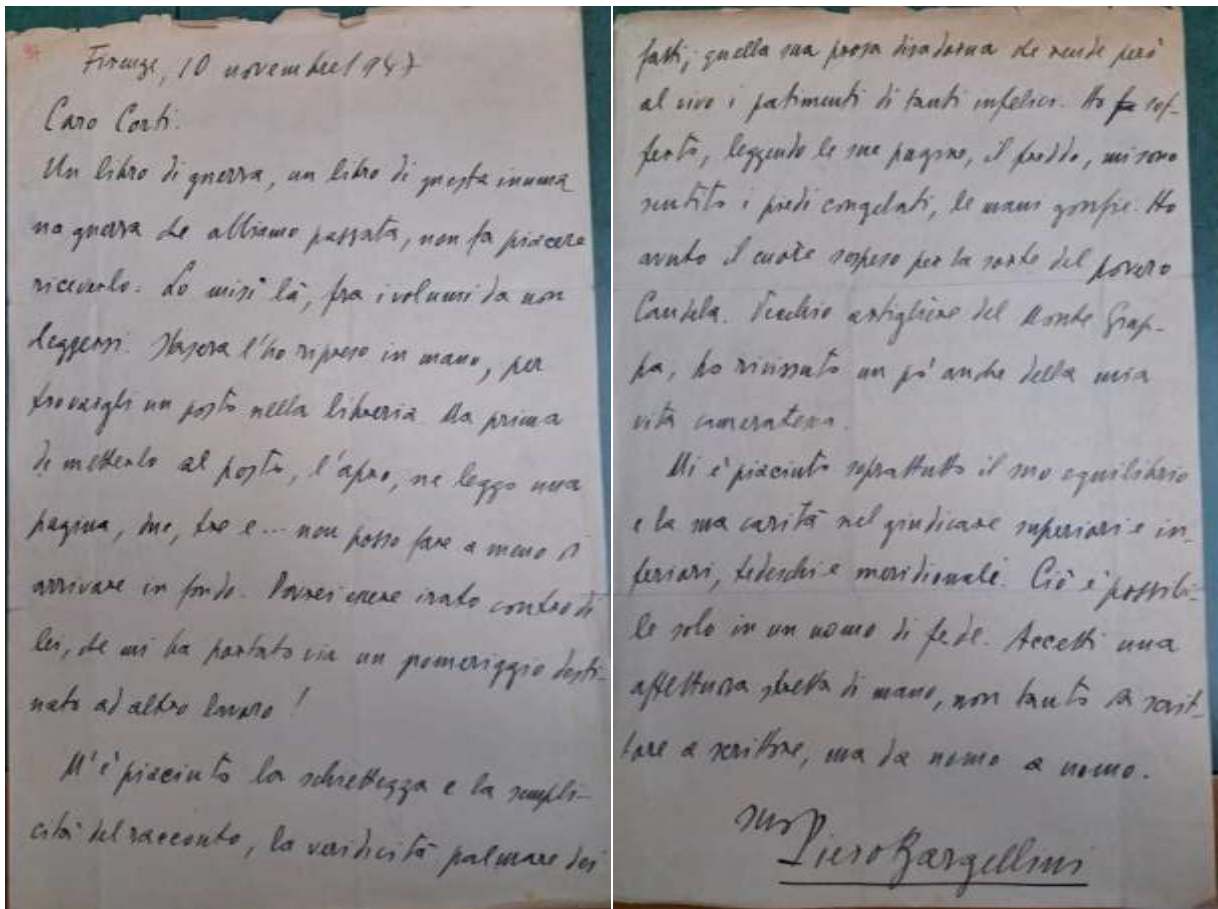 97
Firenze, 10 novembre 1947
Caro Corti.
Un libro di guerra, un libro di questa inuma
na guerra che abbiamo passata, non fa piacere
riceverlo. Lo misi là, fra i volumi da non
leggersi. Stasera l'ho ripreso in mano, per
trovargli un posto nella libreria. Ma prima
di metterlo al posto, l'apro, ne leggo una
pagina, due, tre e... non posso fare a meno di
arrivare in fondo. Dovrei essere irato contro di
lei, che mi ha portato via un pomeriggio desti-
nato ad altro lavoro!
M'è piaciuto la schiettezza e la sempli-
cità del racconto, la veridicità palmare dei
fatti; quella sua prosa disadorna che rende però
al vivo i patimenti di tanti infelici. Ho sof-
ferto, leggendo le sue pagine, il freddo, mi sono
sentito i piedi congelati, le mani gonfie. Ho
avuto il cuore sospeso per la sorte del povero
Candela. Vecchio artigliere del Monte Grap-
pa, ho rivissuto un pò anche della mia
vita cameratesca.
Mi è piaciuto soprattutto il suo equilibrio
e la sua carità nel giudicare superiori e in-
feriori, tedeschi e meridionali. Ciò è possibi-
le solo in un uomo di fede. Accetti una
affettuosa stretta di mano, non tanto da scrit-
tore a scrittore, ma da uomo a uomo.
suo
Piero Bargellini